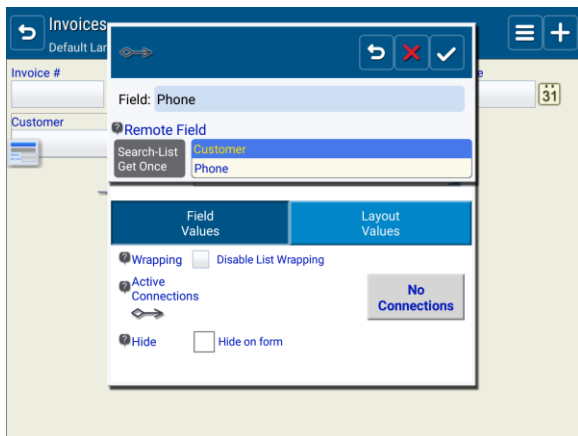 Invoices
Default Lar
Invoice #
e
31
Customer
Field: Phone
Remote Field
Search-List
Get Once
Customer
Phone
Field
Values
Layout
Values
Wrapping
Disable List Wrapping
Active
Connections
No
Connections
Hide
Hide on form